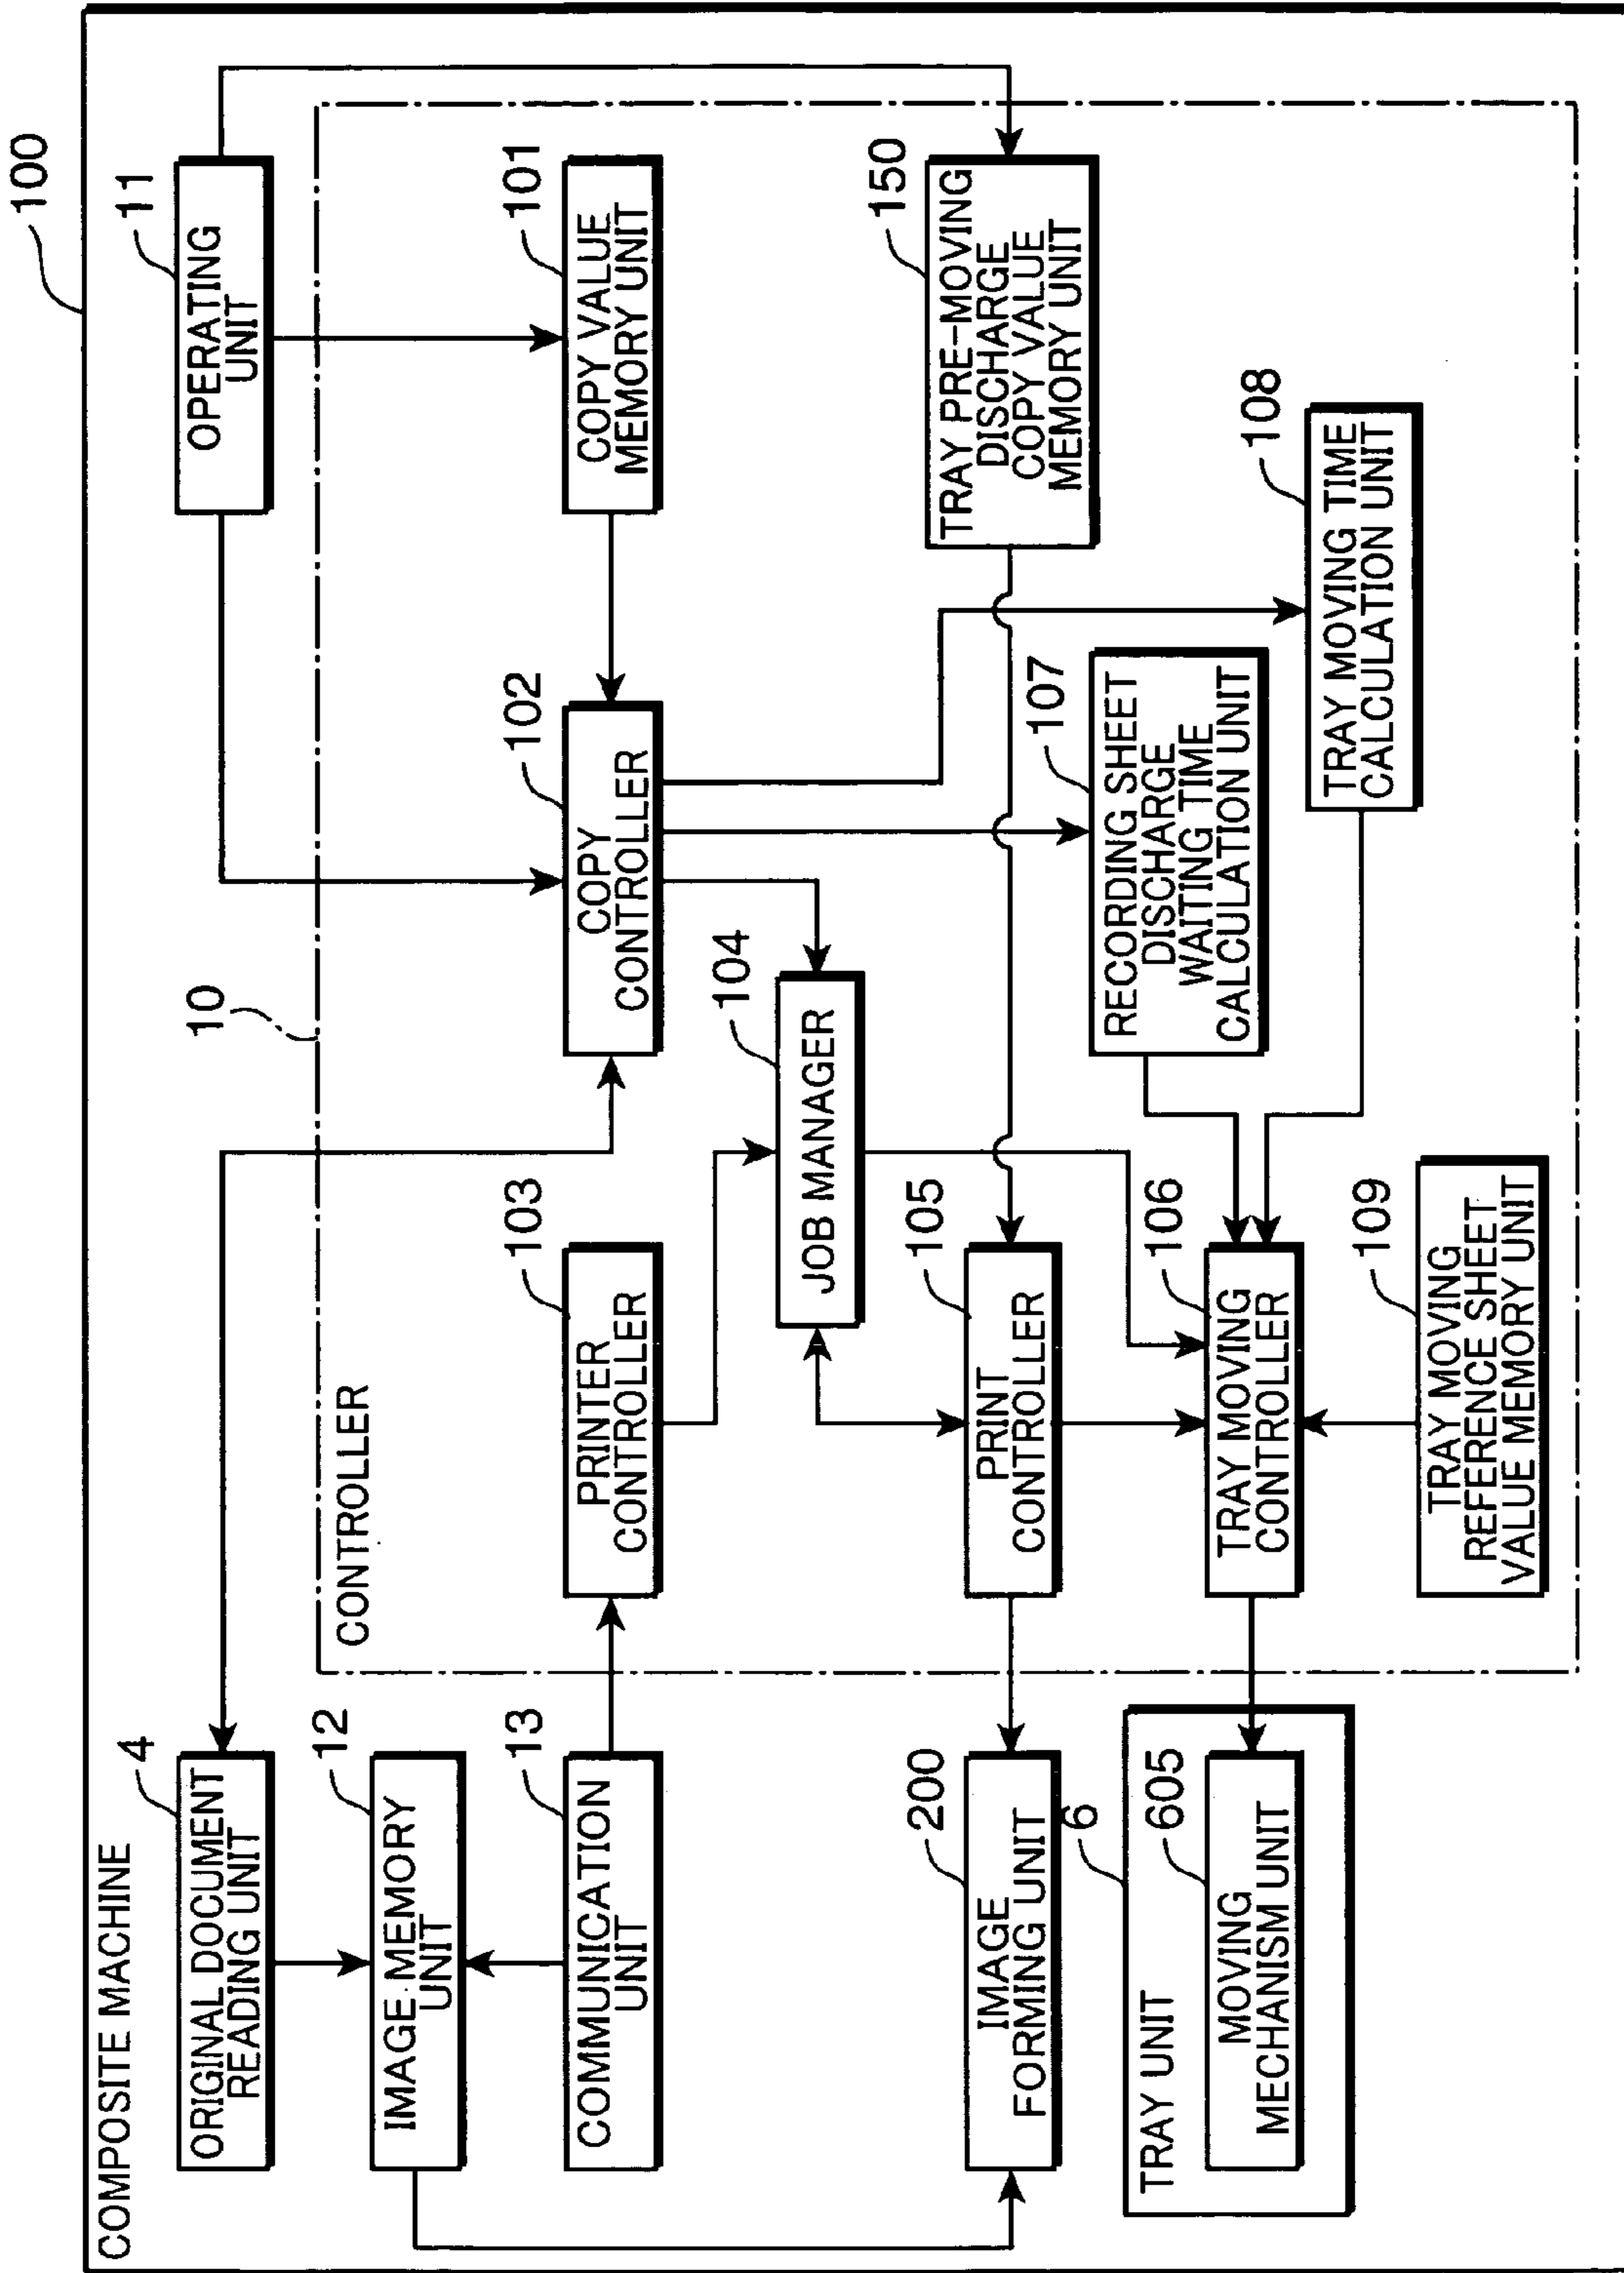 100
COMPOSITE MACHINE
4
ORIGINAL DOCUMENT
READING UNIT
11
OPERATING
UNIT
12
IMAGE MEMORY
UNIT
10
CONTROLLER
13
COMMUNICATION
UNIT
103
PRINTER
CONTROLLER
102
COPY
CONTROLLER
101
COPY VALUE
MEMORY UNIT
104
JOB MANAGER
200
IMAGE
FORMING UNIT
105
PRINT
CONTROLLER
150
TRAY PRE-MOVING
DISCHARGE
COPY VALUE
MEMORY UNIT
6
TRAY UNIT
605
MOVING
MECHANISM UNIT
106
TRAY MOVING
CONTROLLER
107
RECORDING SHEET
DISCHARGE
WAITING TIME
CALCULATION UNIT
108
TRAY MOVING TIME
CALCULATION UNIT
109
TRAY MOVING
REFERENCE SHEET
VALUE MEMORY UNIT